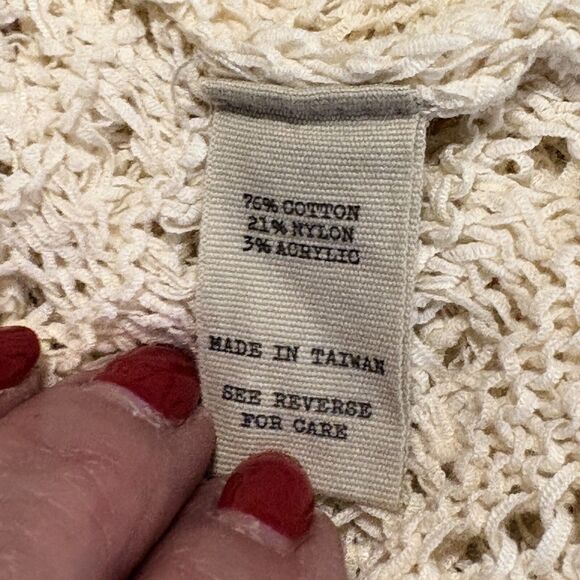 76% COTTON
21% NYLON
3% ACRYLIC
MADE IN TAIWAN
SEE REVERSE
FOR CARE